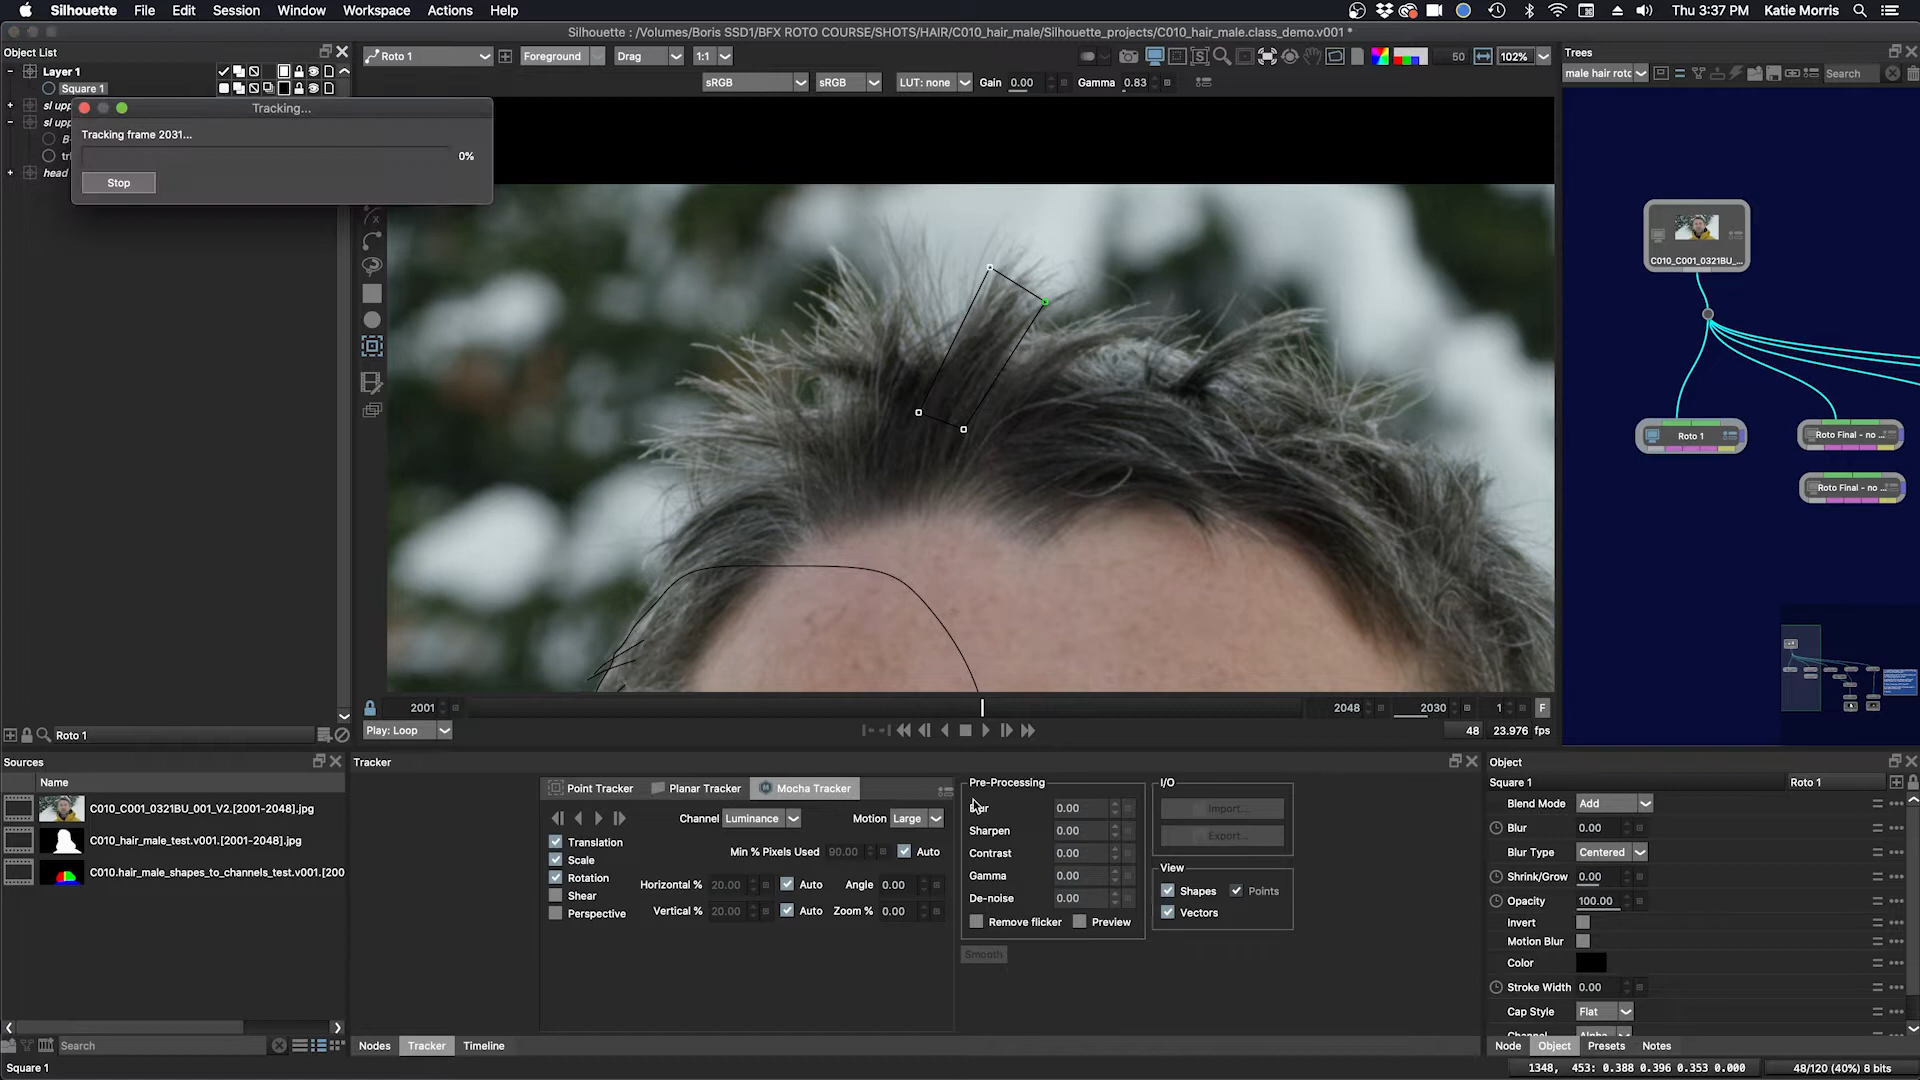 Silhouette File Edit Session Window Workspace Actions Help
Thu 3:37 PM Katie Morris
Silhouette : /Volumes/Boris SSD1/BFX ROTO COURSE/SHOTS/HAIR/C010_hair_male/Silhouette_projects/C010_hair_male.class_demo.v001 *
Object List
Layer 1
Square 1
sl upp
sl upp
B-
trl
head
Tracking...
Tracking frame 2031...
0%
Stop
Roto 1 Foreground Drag 1:1 50 102%
sRGB sRGB LUT: none Gain 0.00 Gamma 0.83
Trees
male hair rotc Search
C010_C001_0321BU_...
Roto 1
Roto Final - no ...
Roto Final - no ...
2001 2048 2030 1 F
Play: Loop 48 23.976 fps
Roto 1
Sources
Name
C010_C001_0321BU_001_V2.[2001-2048].jpg
C010_hair_male_test.v001.[2001-2048].jpg
C010.hair_male_shapes_to_channels_test.v001.[200
Search
Square 1
Tracker
Point Tracker Planar Tracker Mocha Tracker
Channel Luminance Motion Large
Translation
Scale
Rotation
Shear
Perspective
Min % Pixels Used 90.00 Auto
Horizontal % 20.00 Auto Angle 0.00
Vertical % 20.00 Auto Zoom % 0.00
Pre-Processing
0.00
Sharpen 0.00
Contrast 0.00
Gamma 0.00
De-noise 0.00
Remove flicker Preview
Smooth
I/O
Import...
Export...
View
Shapes Points
Vectors
Nodes Tracker Timeline
Object
Square 1 Roto 1
Blend Mode Add
Blur 0.00
Blur Type Centered
Shrink/Grow 0.00
Opacity 100.00
Invert
Motion Blur
Color
Stroke Width 0.00
Cap Style Flat
Channel Alpha
Node Object Presets Notes
1348, 453: 0.388 0.396 0.353 0.000 48/120 (40%) 8 bits